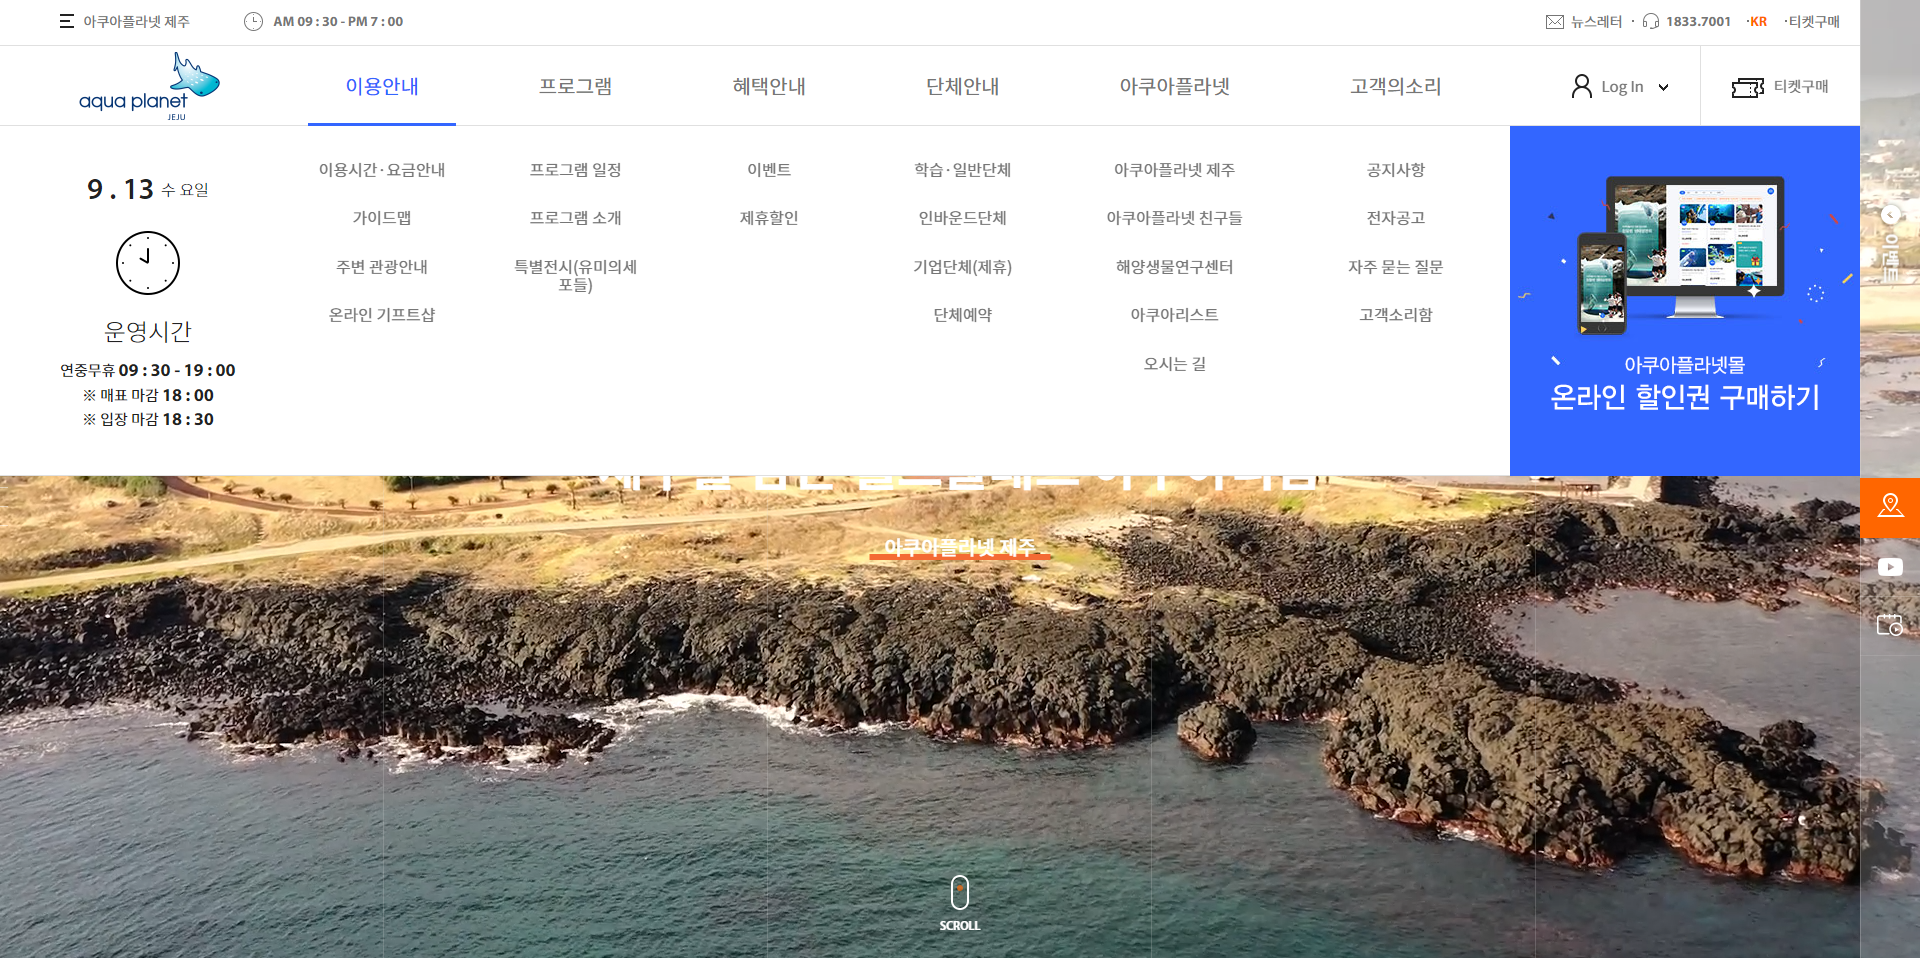 아쿠아플라넷 제주
AM 09 : 30 - PM 7 : 00
뉴스레터
1833.7001
·KR
·티켓구매
aqua planet
JEJU
이용안내
프로그램
혜택안내
단체안내
아쿠아플라넷
고객의소리
Log In
티켓구매
9 . 13 수 요일
운영시간
연중무휴 09 : 30 - 19 : 00
※ 매표 마감 18 : 00
※ 입장 마감 18 : 30
이용시간·요금안내
가이드맵
주변 관광안내
온라인 기프트샵
프로그램 일정
프로그램 소개
특별전시(유미의세
포들)
이벤트
제휴할인
학습·일반단체
인바운드단체
기업단체(제휴)
단체예약
아쿠아플라넷 제주
아쿠아플라넷 친구들
해양생물연구센터
아쿠아리스트
오시는 길
공지사항
전자공고
자주 묻는 질문
고객소리함
아쿠아플라넷몰
온라인 할인권 구매하기
이벤트
아쿠아플라넷 제주
SCROLL